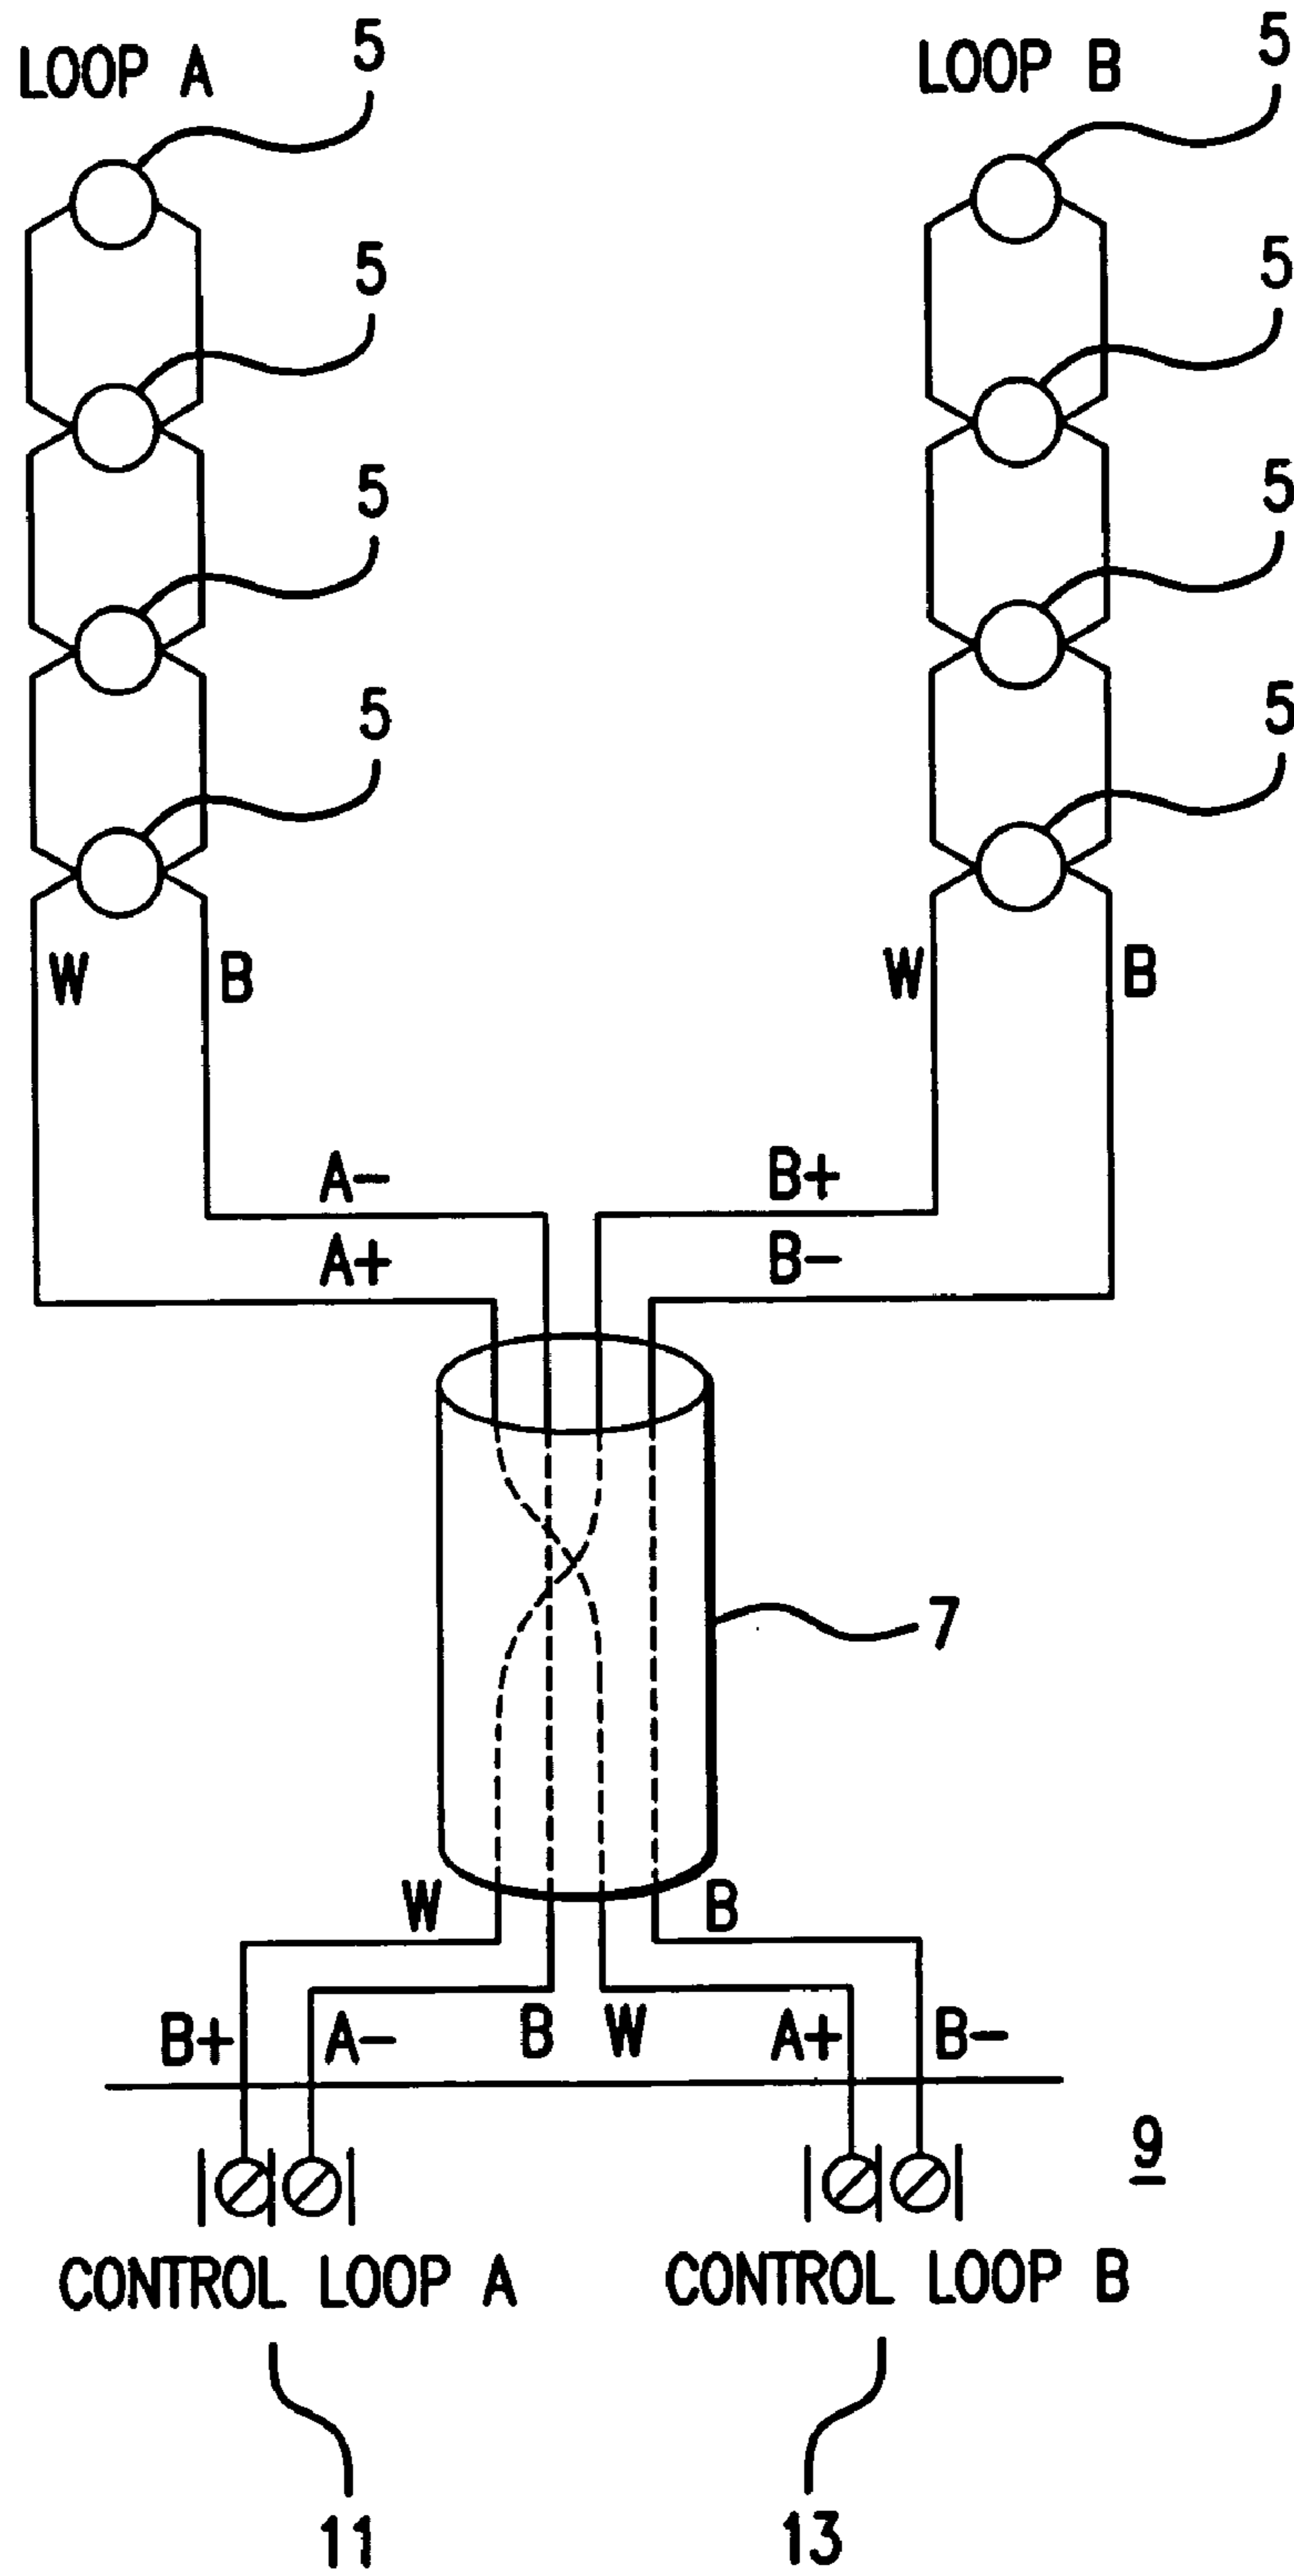 LOOP A 5 LOOP B 5
5 5
5 5
5 5
W B W B
A- B+
A+ B-
7
W B
B+ A- B W A+ B-
9
CONTROL LOOP A CONTROL LOOP B
11 13